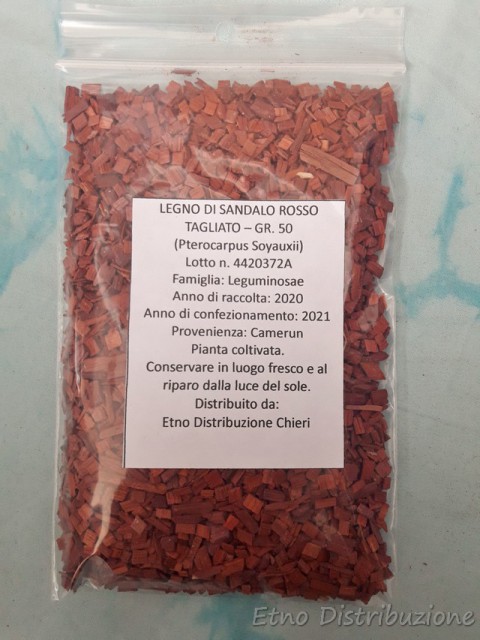 LEGNO DI SANDALO ROSSO
TAGLIATO – GR. 50
(Pterocarpus Soyauxii)
Lotto n. 4420372A
Famiglia: Leguminosae
Anno di raccolta: 2020
Anno di confezionamento: 2021
Provenienza: Camerun
Pianta coltivata.
Conservare in luogo fresco e al
riparo dalla luce del sole.
Distribuito da:
Etno Distribuzione Chieri
Etno Distribuzione